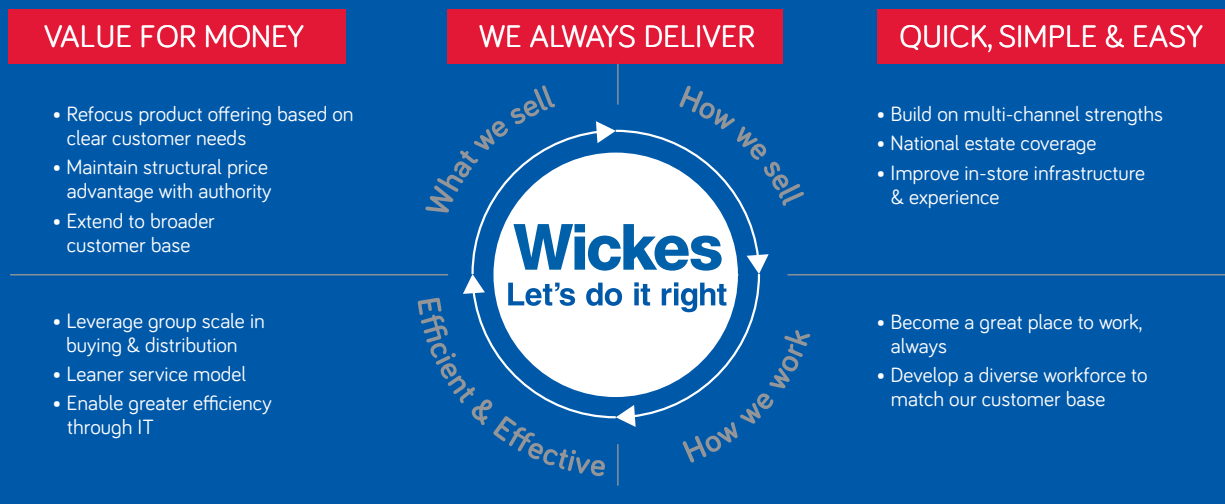 VALUE FOR MONEY
WE ALWAYS DELIVER
QUICK, SIMPLE & EASY
• Refocus product offering based on
clear customer needs
• Maintain structural price
advantage with authority
• Extend to broader
customer base
What we sell
How we sell
• Build on multi-channel strengths
• National estate coverage
• Improve in-store infrastructure
& experience
Wickes
Let's do it right
• Leverage group scale in
buying & distribution
• Leaner service model
• Enable greater efficiency
through IT
Efficient & Effective
How we work
• Become a great place to work,
always
• Develop a diverse workforce to
match our customer base